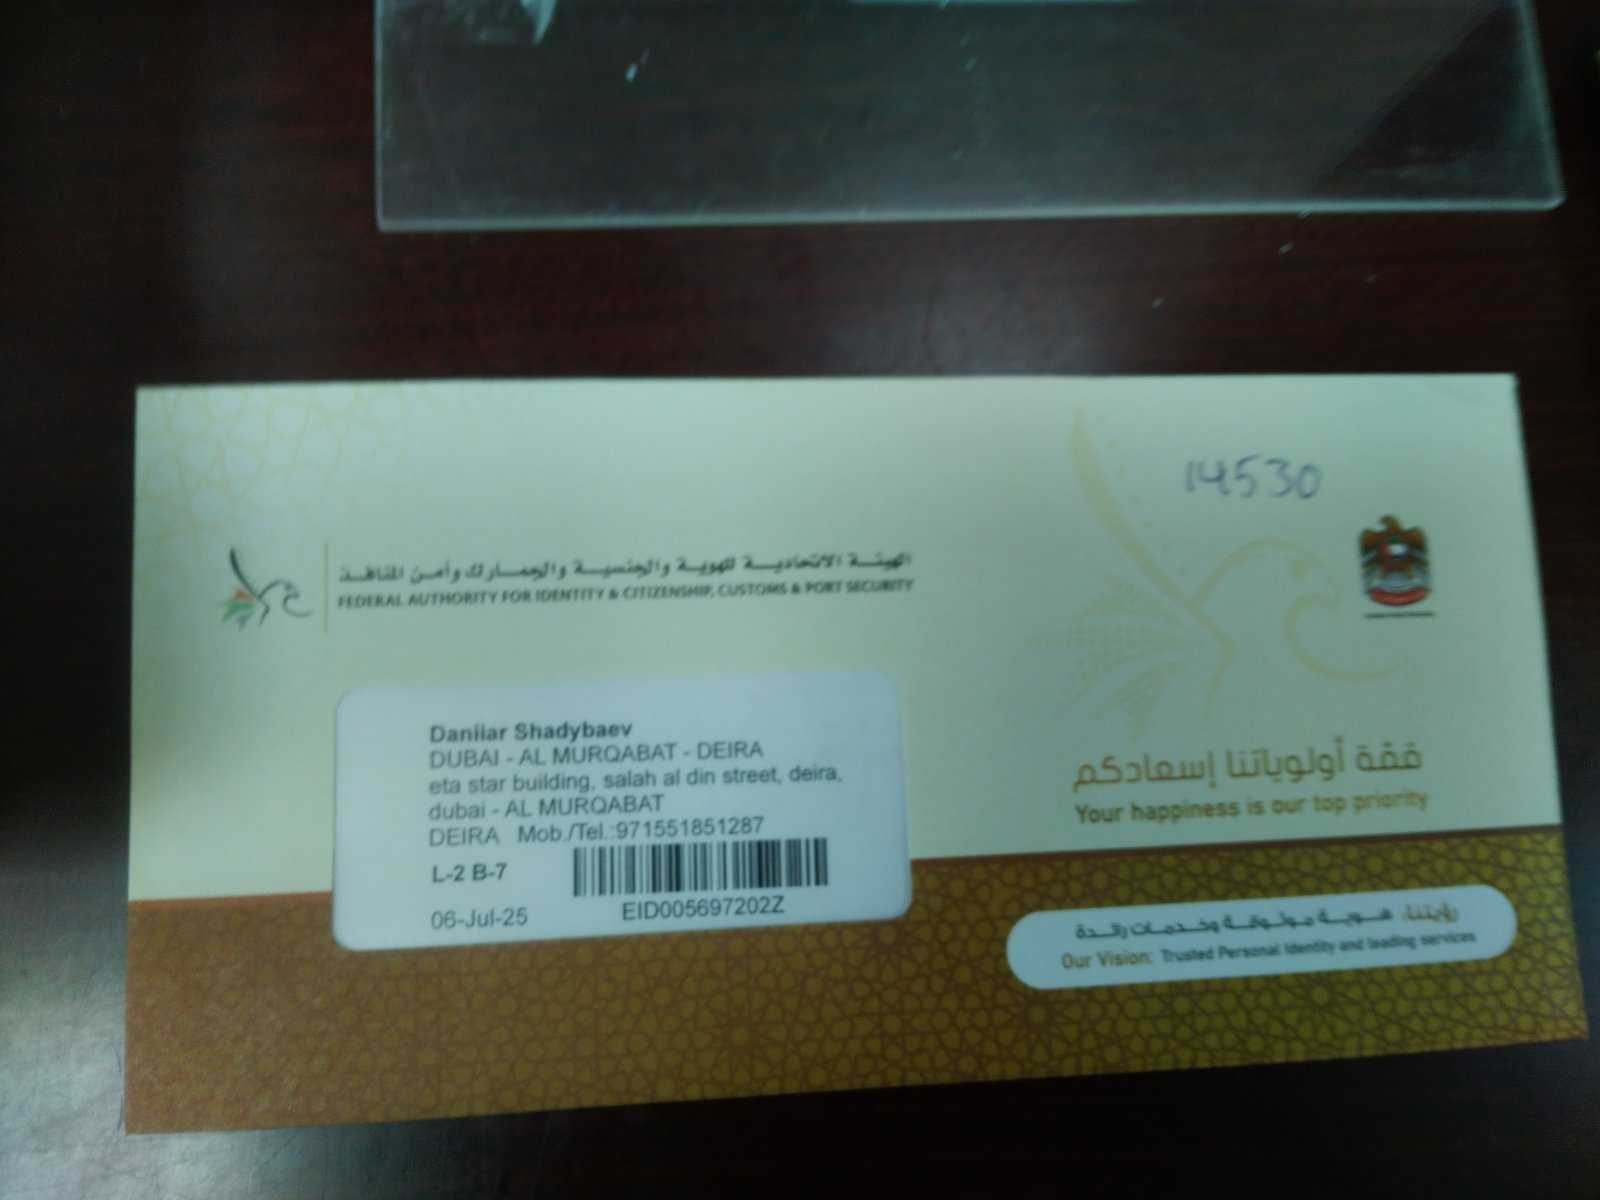 14530
الهيئة الاتحادية للهوية والجنسية والجمارك وأمن المنافذ
FEDERAL AUTHORITY FOR IDENTITY & CITIZENSHIP, CUSTOMS & PORT SECURITY
Daniiar Shadybaev
DUBAI - AL MURQABAT - DEIRA
eta star building, salah al din street, deira,
dubai - AL MURQABAT
DEIRA Mob./Tel.:971551851287
L-2 B-7
06-Jul-25
EID005697202Z
قمّة أولوياتنا إسعادكم
Your happiness is our top priority
رؤيتنا: هوية موثوقة وخدمات رائدة
Our Vision: Trusted Personal Identity and leading services